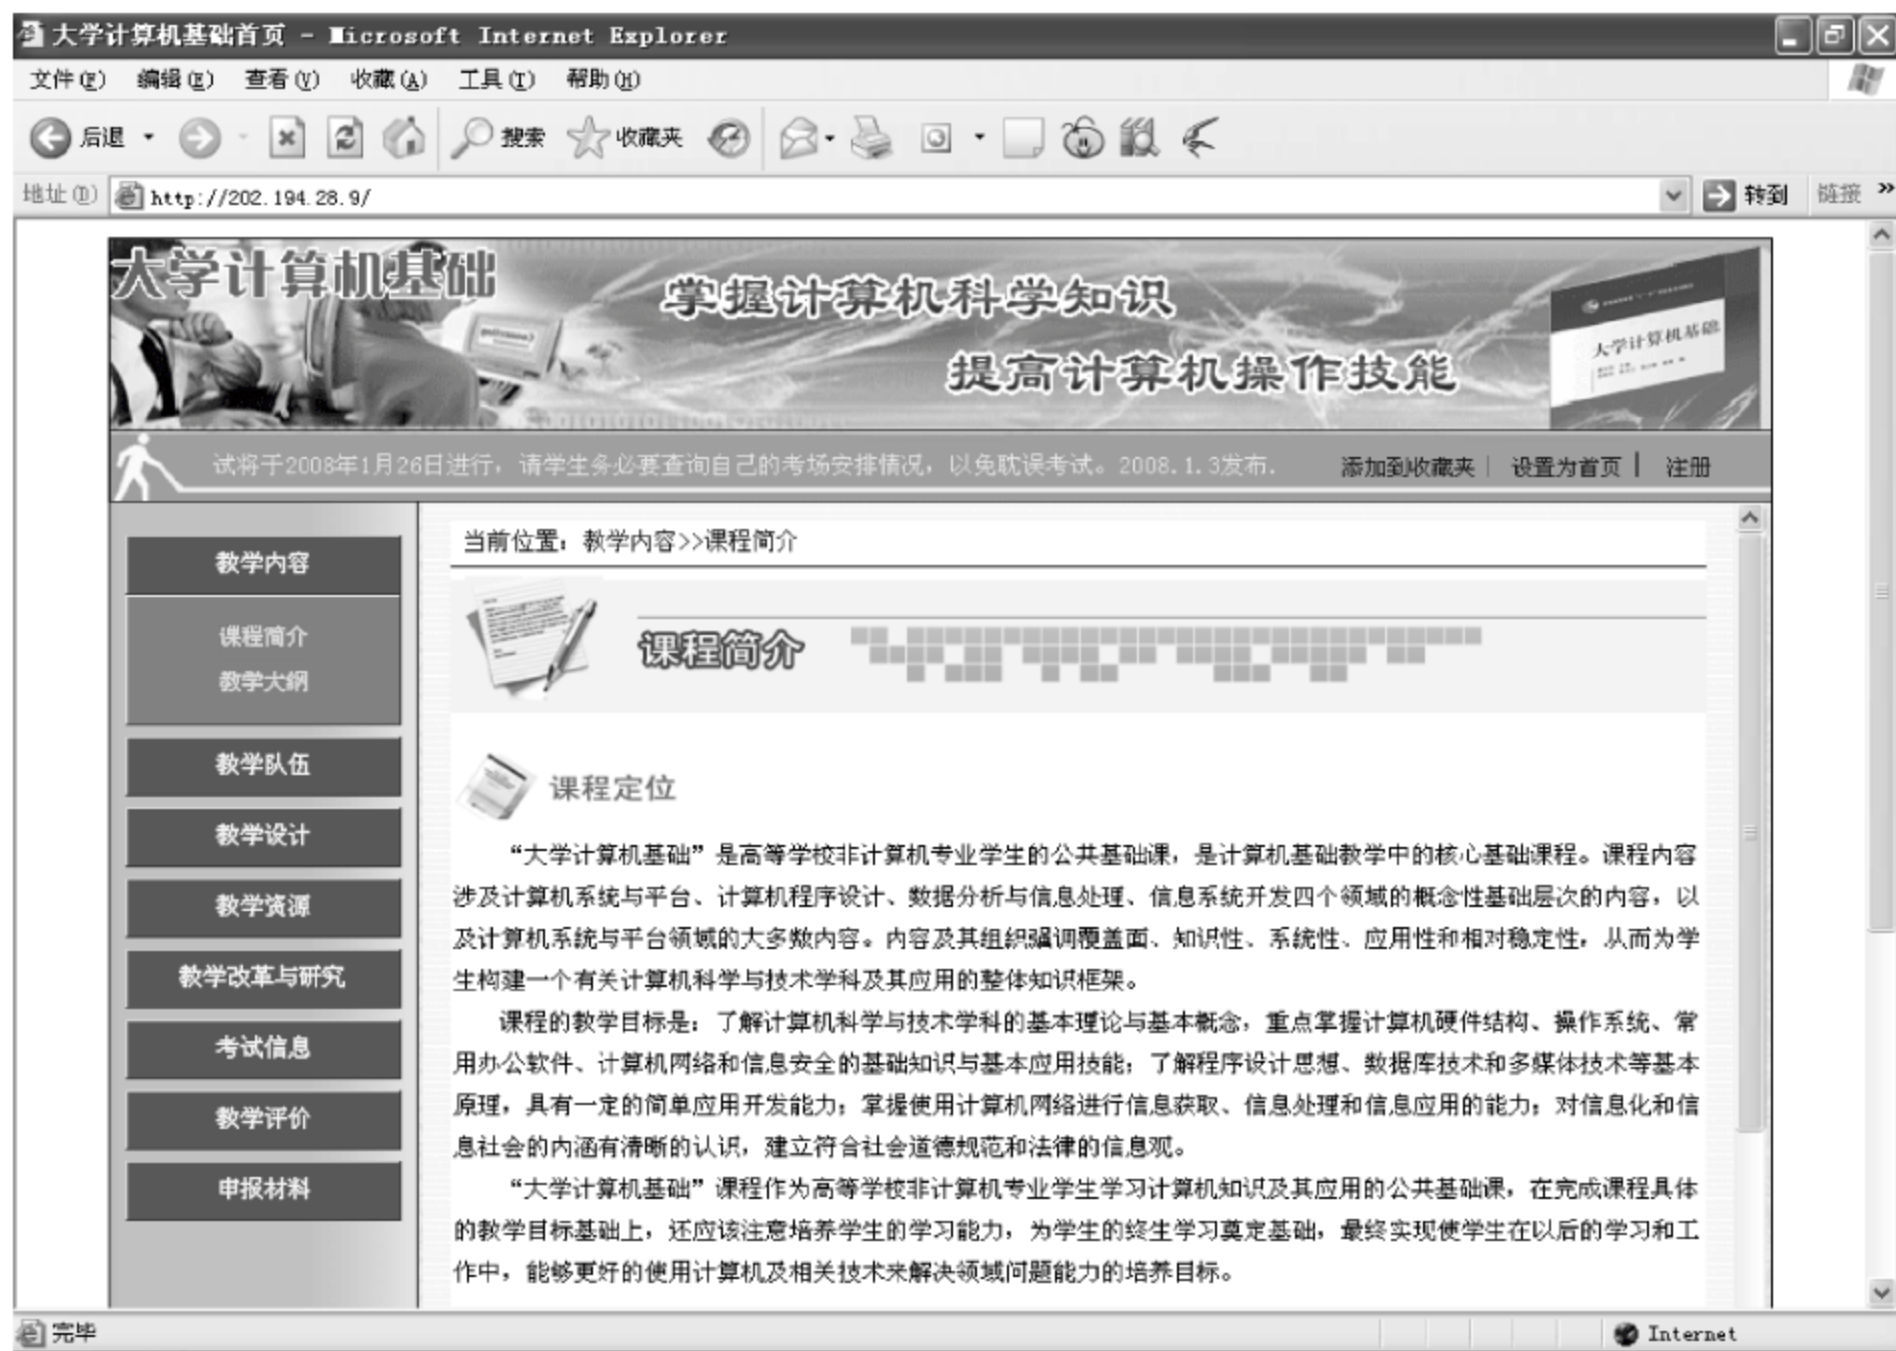 大学计算机基础首页 - Microsoft Internet Explorer
文件(F) 编辑(E) 查看(V) 收藏(A) 工具(T) 帮助(H)
后退 搜索 收藏夹
地址(D) http://202.194.28.9/ 转到 链接 »
大学计算机基础
掌握计算机科学知识
提高计算机操作技能
大学计算机基础
试将于2008年1月26日进行，请学生务必要查询自己的考场安排情况，以免耽误考试。2008.1.3发布.
添加到收藏夹| 设置为首页 | 注册
教学内容
课程简介
教学大纲
教学队伍
教学设计
教学资源
教学改革与研究
考试信息
教学评价
申报材料
当前位置：教学内容>>课程简介
课程简介
课程定位
“大学计算机基础”是高等学校非计算机专业学生的公共基础课，是计算机基础教学中的核心基础课程。课程内容
涉及计算机系统与平台、计算机程序设计、数据分析与信息处理、信息系统开发四个领域的概念性基础层次的内容，以
及计算机系统与平台领域的大多数内容。内容及其组织强调覆盖面、知识性、系统性、应用性和相对稳定性，从而为学
生构建一个有关计算机科学与技术学科及其应用的整体知识框架。
课程的教学目标是：了解计算机科学与技术学科的基本理论与基本概念，重点掌握计算机硬件结构、操作系统、常
用办公软件、计算机网络和信息安全的基础知识与基本应用技能；了解程序设计思想、数据库技术和多媒体技术等基本
原理，具有一定的简单应用开发能力；掌握使用计算机网络进行信息获取、信息处理和信息应用的能力；对信息化和信
息社会的内涵有清晰的认识，建立符合社会道德规范和法律的信息观。
“大学计算机基础”课程作为高等学校非计算机专业学生学习计算机知识及其应用的公共基础课，在完成课程具体
的教学目标基础上，还应该注意培养学生的学习能力，为学生的终生学习奠定基础，最终实现使学生在以后的学习和工
作中，能够更好的使用计算机及相关技术来解决领域问题能力的培养目标。
完毕
Internet